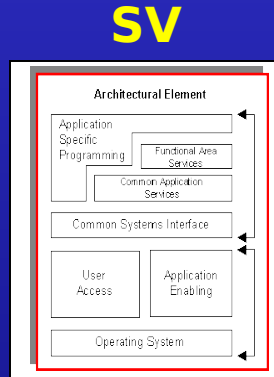 SV
Architectural Element
Application
Specific
Programming
Functional Area
Services
Common Application
Services
Common Systems Interface
User
Access
Application
Enabling
Operating System